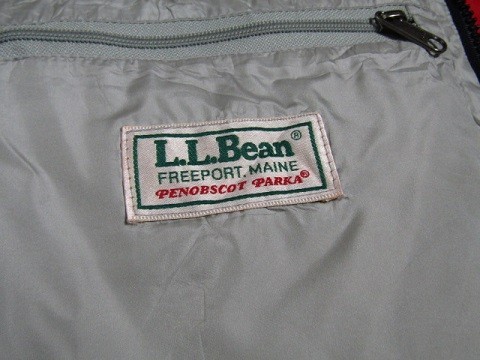 L.L.Bean®
FREEPORT, MAINE
PENOBSCOT PARKA®